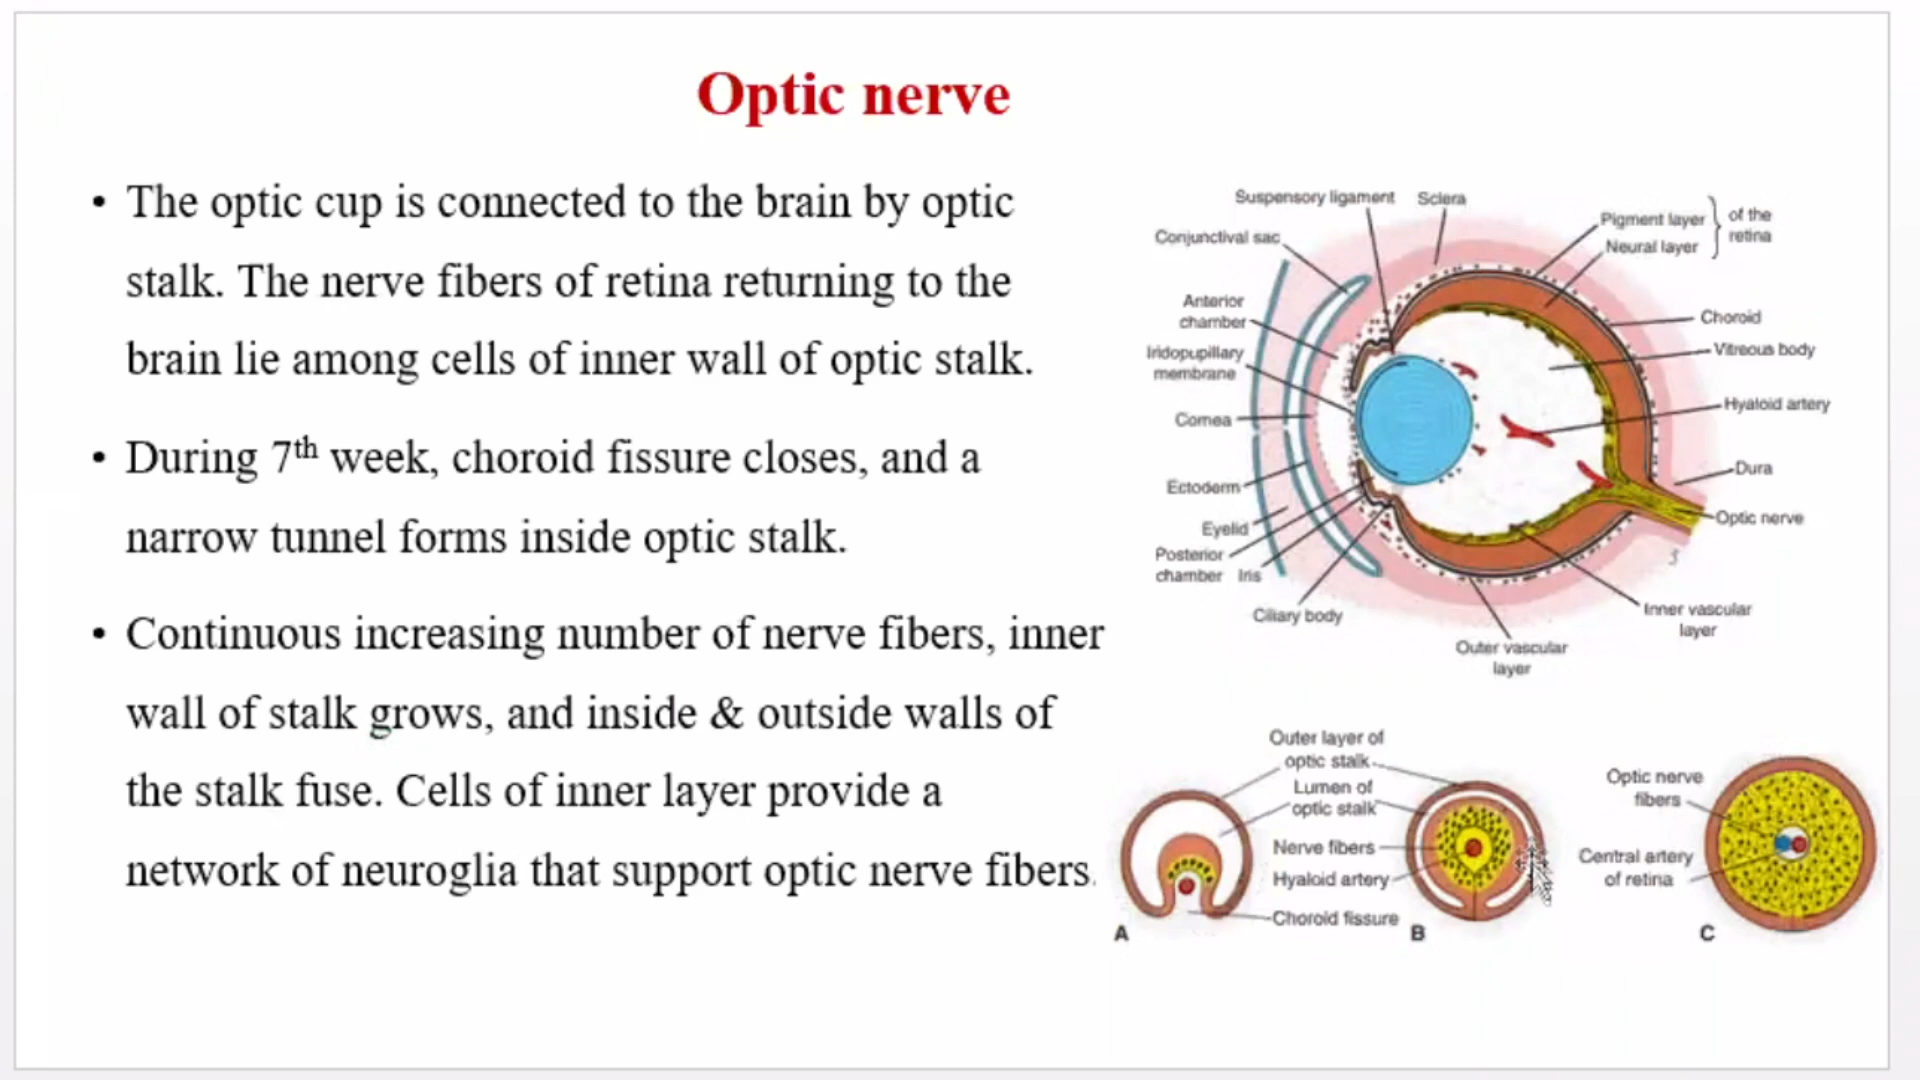 Optic nerve
• The optic cup is connected to the brain by optic
stalk. The nerve fibers of retina returning to the
brain lie among cells of inner wall of optic stalk.
• During 7th week, choroid fissure closes, and a
narrow tunnel forms inside optic stalk.
• Continuous increasing number of nerve fibers, inner
wall of stalk grows, and inside & outside walls of
the stalk fuse. Cells of inner layer provide a
network of neuroglia that support optic nerve fibers.
Suspensory ligament
Sclera
Pigment layer
Neural layer
of the
retina
Conjunctival sac
Anterior
chamber
Iridopupillary
membrane
Cornea
Ectoderm
Eyelid
Posterior
chamber
Iris
Ciliary body
Choroid
Vitreous body
Hyaloid artery
Dura
Optic nerve
Inner vascular
layer
Outer vascular
layer
Outer layer of
optic stalk
Lumen of
optic stalk
Nerve fibers
Hyaloid artery
Choroid fissure
Optic nerve
fibers
Central artery
of retina
A
B
C